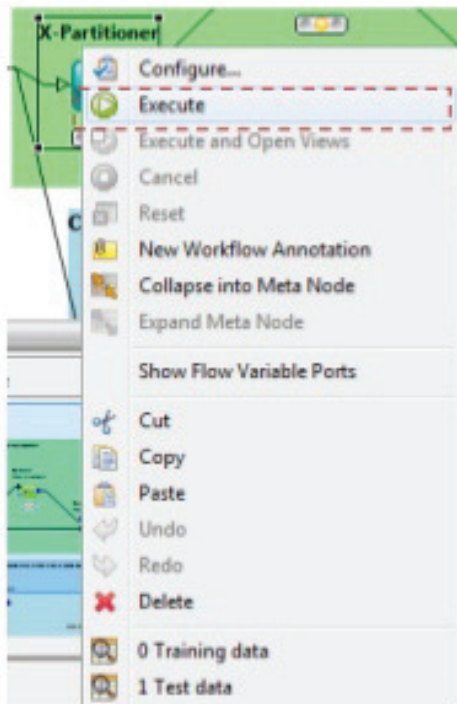 X-Partitioner
Configure...
Execute
Execute and Open Views
Cancel
Reset
New Workflow Annotation
Collapse into Meta Node
Expand Meta Node
Show Flow Variable Ports
C
Cut
Copy
Paste
Undo
Redo
Delete
0 Training data
1 Test data